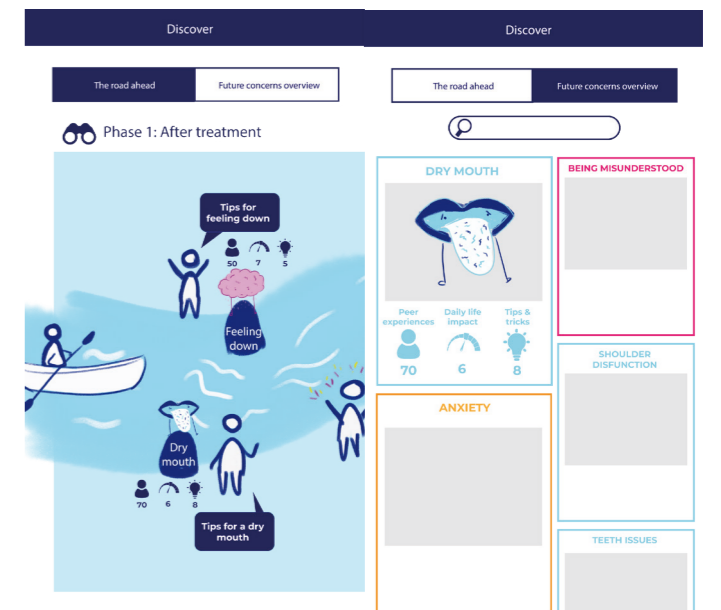 Discover
The road ahead
Future concerns overview
Phase 1: After treatment
Tips for
feeling down
50
7
5
Feeling
down
Dry
mouth
70
6
8
Tips for a dry
mouth
Discover
The road ahead
Future concerns overview
DRY MOUTH
Peer
experiences
Daily life
impact
Tips &
tricks
70
6
8
ANXIETY
BEING MISUNDERSTOOD
SHOULDER
DISFUNCTION
TEETH ISSUES